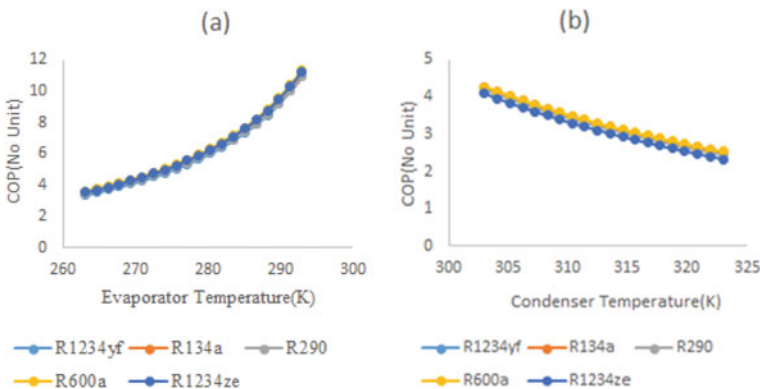 (a)
12
10
8
6
4
2
0
COP(No Unit)
260
270
280
290
300
Evaporator Temperature(K)
R1234yf
R134a
R290
R600a
R1234ze
(b)
5
4
3
2
1
0
COP(No Unit)
300
305
310
315
320
325
Condenser Temperature(K)
R1234yf
R134a
R290
R600a
R1234ze